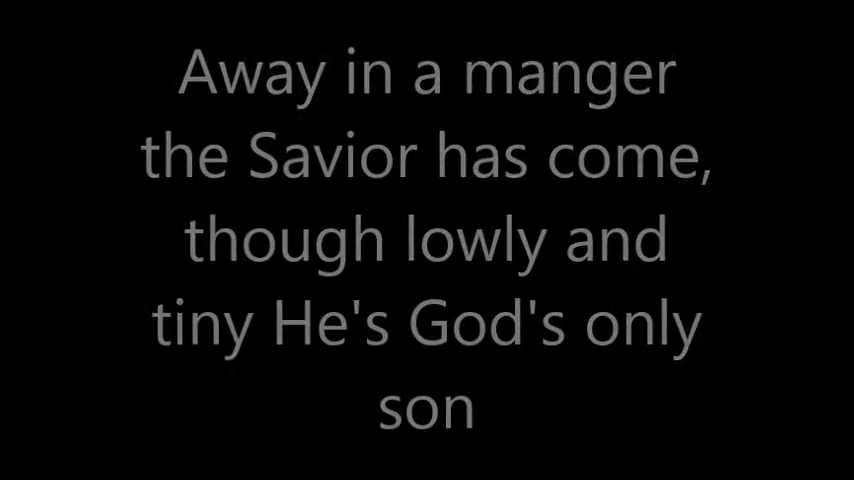 Away in a manger
the Savior has come,
though lowly and
tiny He's God's only
son